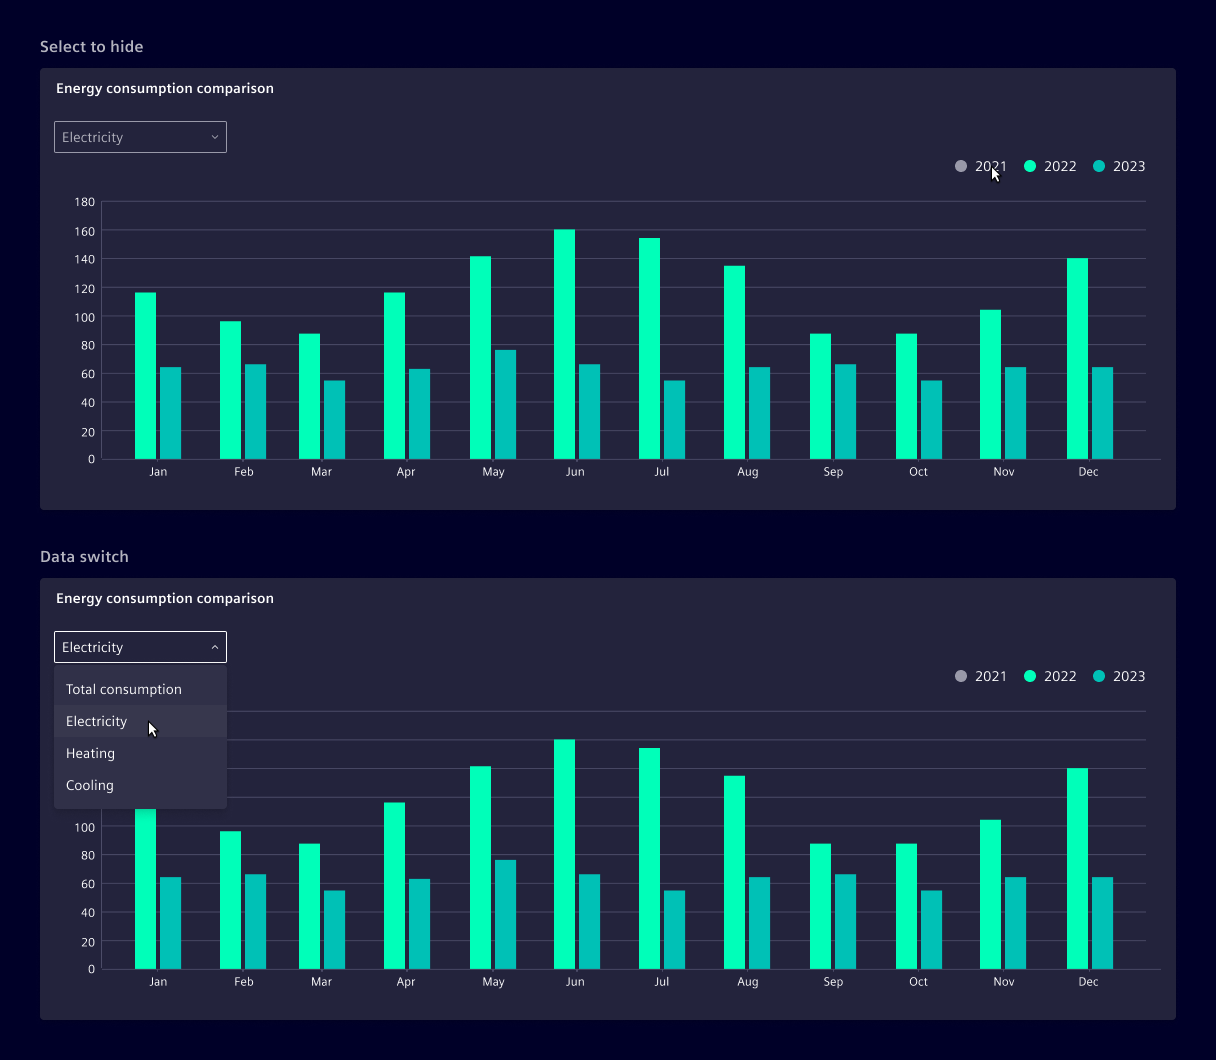 Select to hide
Energy consumption comparison
Electricity
2021 2022 2023
180
160
140
120
100
80
60
40
20
0
Jan Feb Mar Apr May Jun Jul Aug Sep Oct Nov Dec
Data switch
Energy consumption comparison
Electricity
2021 2022 2023
Total consumption
Electricity
Heating
Cooling
100
80
60
40
20
0
Jan Feb Mar Apr May Jun Jul Aug Sep Oct Nov Dec